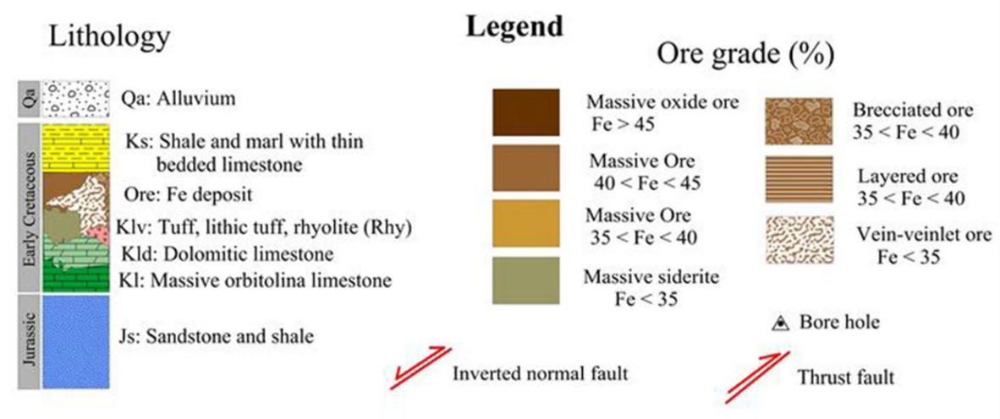 Legend
Lithology
Qa
Qa: Alluvium
Early Cretaceous
Ks: Shale and marl with thin
bedded limestone
Ore: Fe deposit
Klv: Tuff, lithic tuff, rhyolite (Rhy)
Kld: Dolomitic limestone
Kl: Massive orbitolina limestone
Jurassic
Js: Sandstone and shale
Ore grade (%)
Massive oxide ore
Fe > 45
Massive Ore
40 < Fe < 45
Massive Ore
35 < Fe < 40
Massive siderite
Fe < 35
Brecciated ore
35 < Fe < 40
Layered ore
35 < Fe < 40
Vein-veinlet ore
Fe < 35
Bore hole
Inverted normal fault
Thrust fault